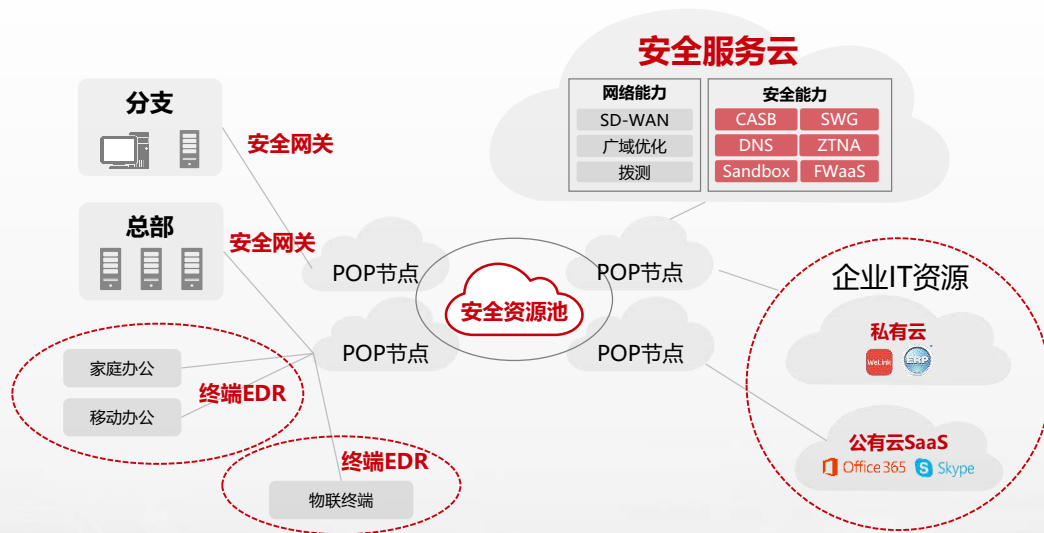 安全服务云
网络能力
SD-WAN
广域优化
拨测
安全能力
CASB
SWG
DNS
ZTNA
Sandbox
FWaaS
分支
安全网关
总部
安全网关
POP节点
POP节点
安全资源池
POP节点
POP节点
家庭办公
移动办公
终端EDR
终端EDR
物联终端
企业IT资源
私有云
WeLink
ERP
公有云SaaS
Office 365
Skype